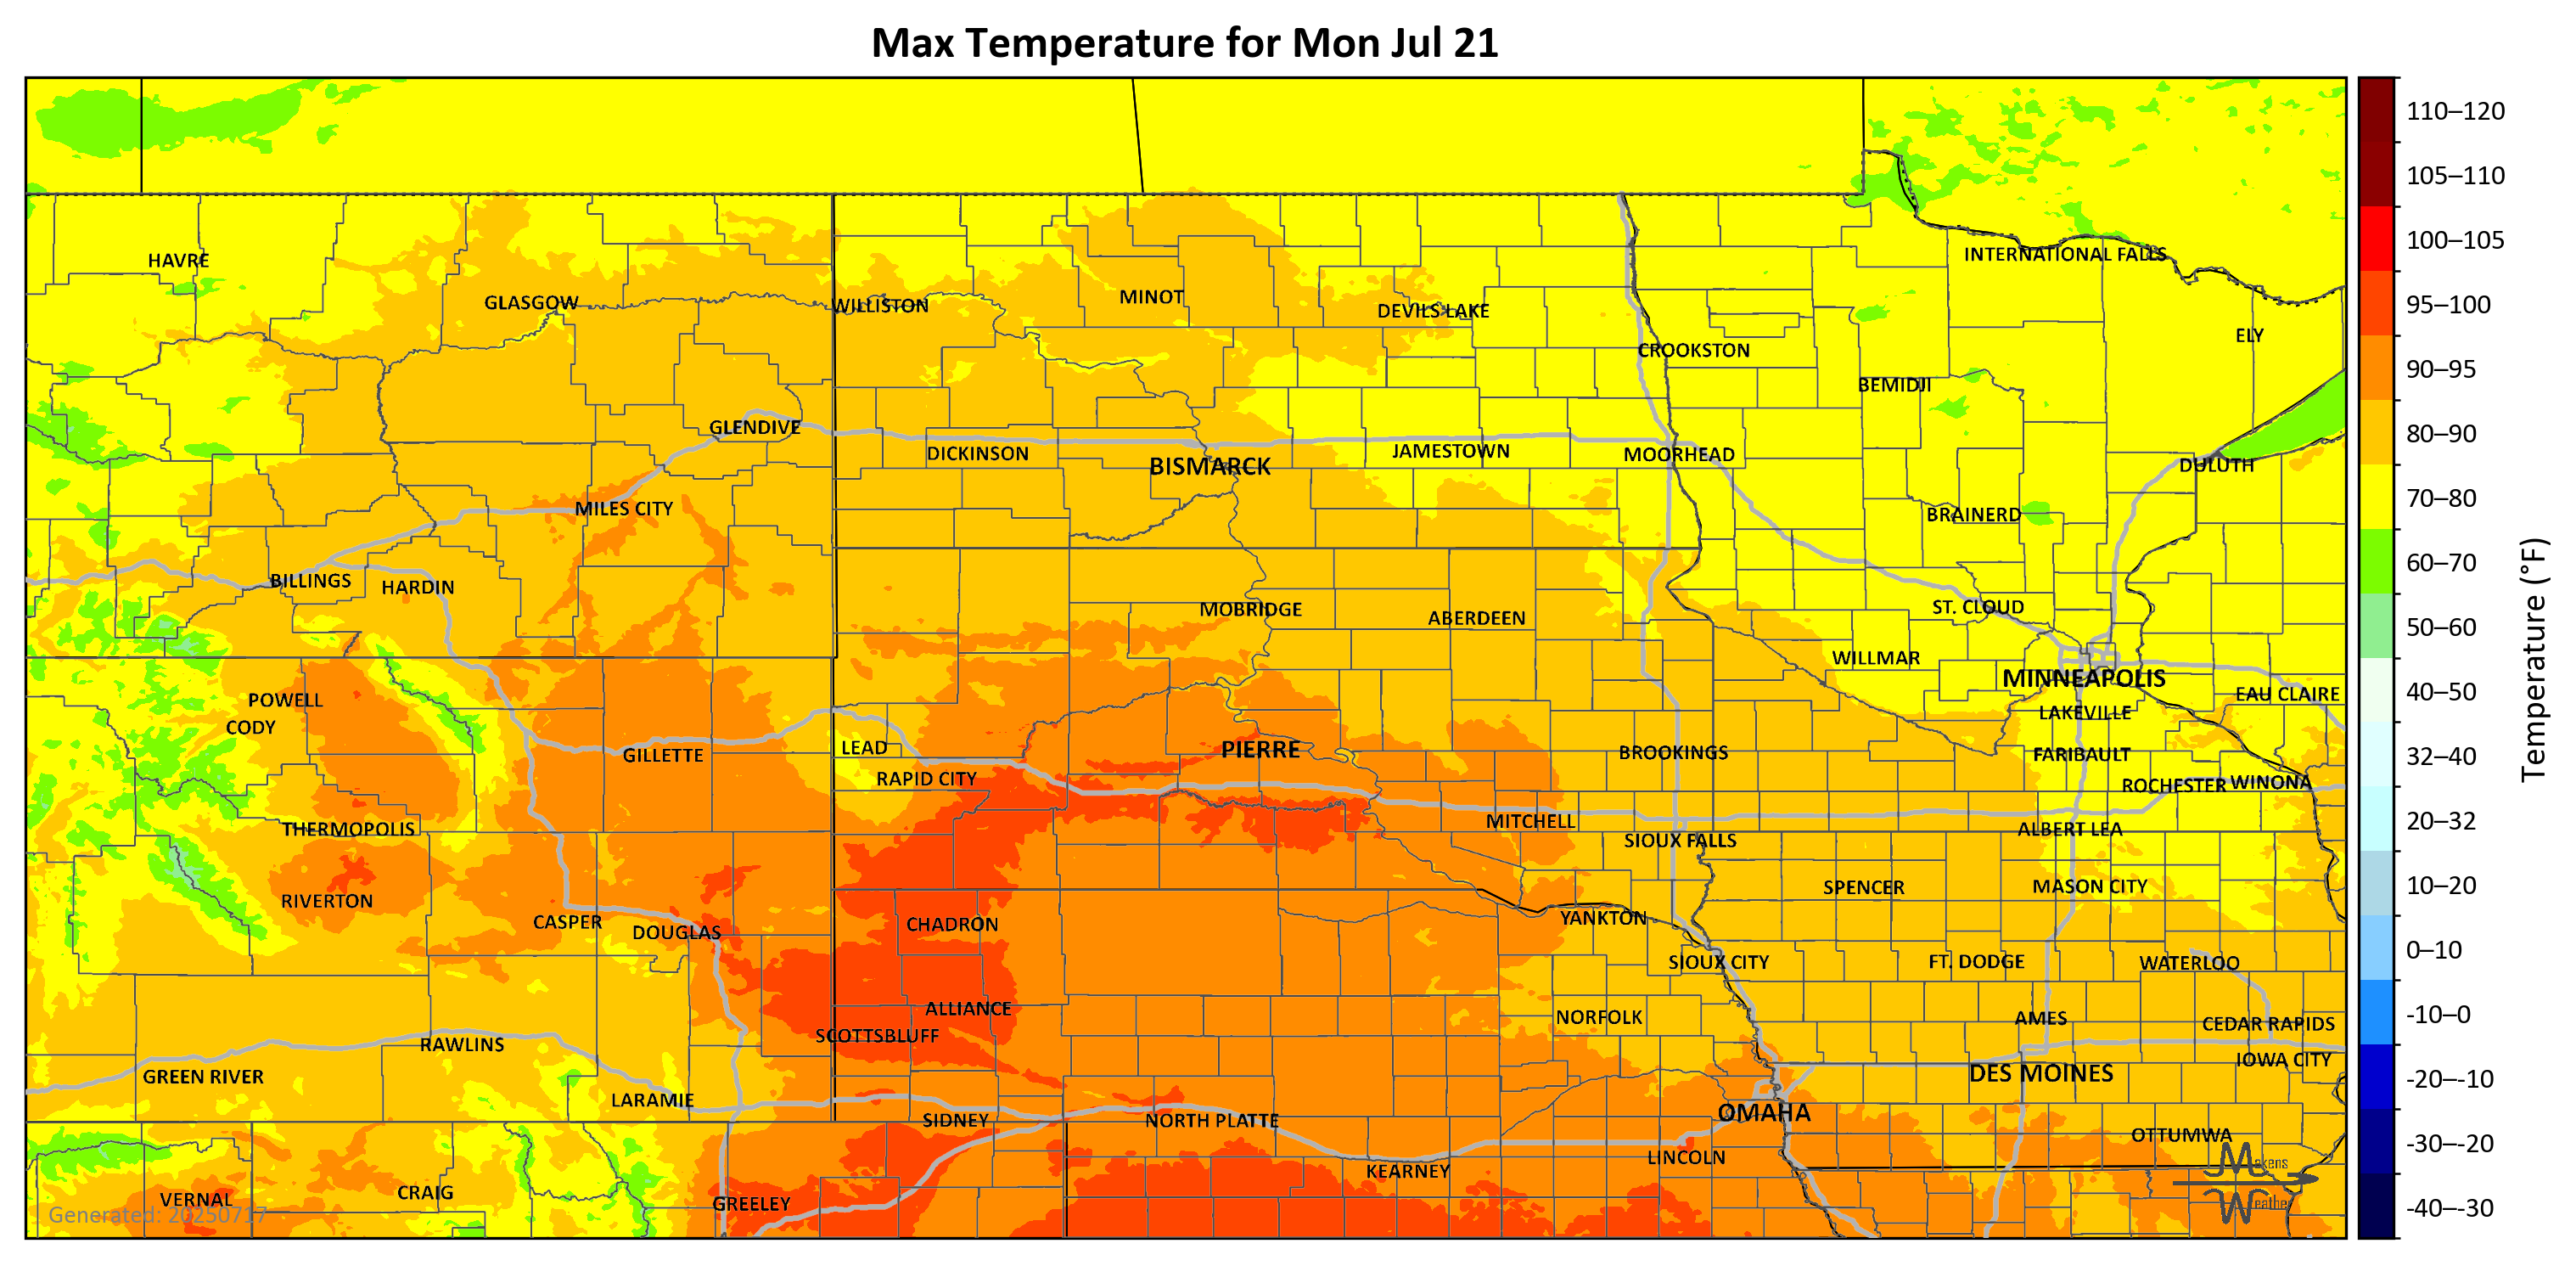 Max Temperature for Mon Jul 21
HAVRE
GLASGOW
WILLISTON
MINOT
DEVILS LAKE
CROOKSTON
INTERNATIONAL FALLS
ELY
BEMIDJI
GLENDIVE
DICKINSON
BISMARCK
JAMESTOWN
MOORHEAD
DULUTH
MILES CITY
BRAINERD
BILLINGS
HARDIN
MOBRIDGE
ABERDEEN
ST. CLOUD
WILLMAR
MINNEAPOLIS
EAU CLAIRE
POWELL
CODY
LAKEVILLE
GILLETTE
LEAD
PIERRE
BROOKINGS
FARIBAULT
RAPID CITY
ROCHESTER
WINONA
THERMOPOLIS
MITCHELL
SIOUX FALLS
ALBERT LEA
RIVERTON
SPENCER
MASON CITY
CASPER
DOUGLAS
CHADRON
YANKTON
SIOUX CITY
FT. DODGE
WATERLOO
ALLIANCE
NORFOLK
AMES
CEDAR RAPIDS
SCOTTSBLUFF
RAWLINS
IOWA CITY
GREEN RIVER
DES MOINES
LARAMIE
SIDNEY
NORTH PLATTE
OMAHA
OTTUMWA
KEARNEY
LINCOLN
VERNAL
CRAIG
GREELEY
Generated: 20250717
Makens
Weather
110–120
105–110
100–105
95–100
90–95
80–90
70–80
60–70
50–60
40–50
32–40
20–32
10–20
0–10
-10–0
-20–-10
-30–-20
-40–-30
Temperature (°F)